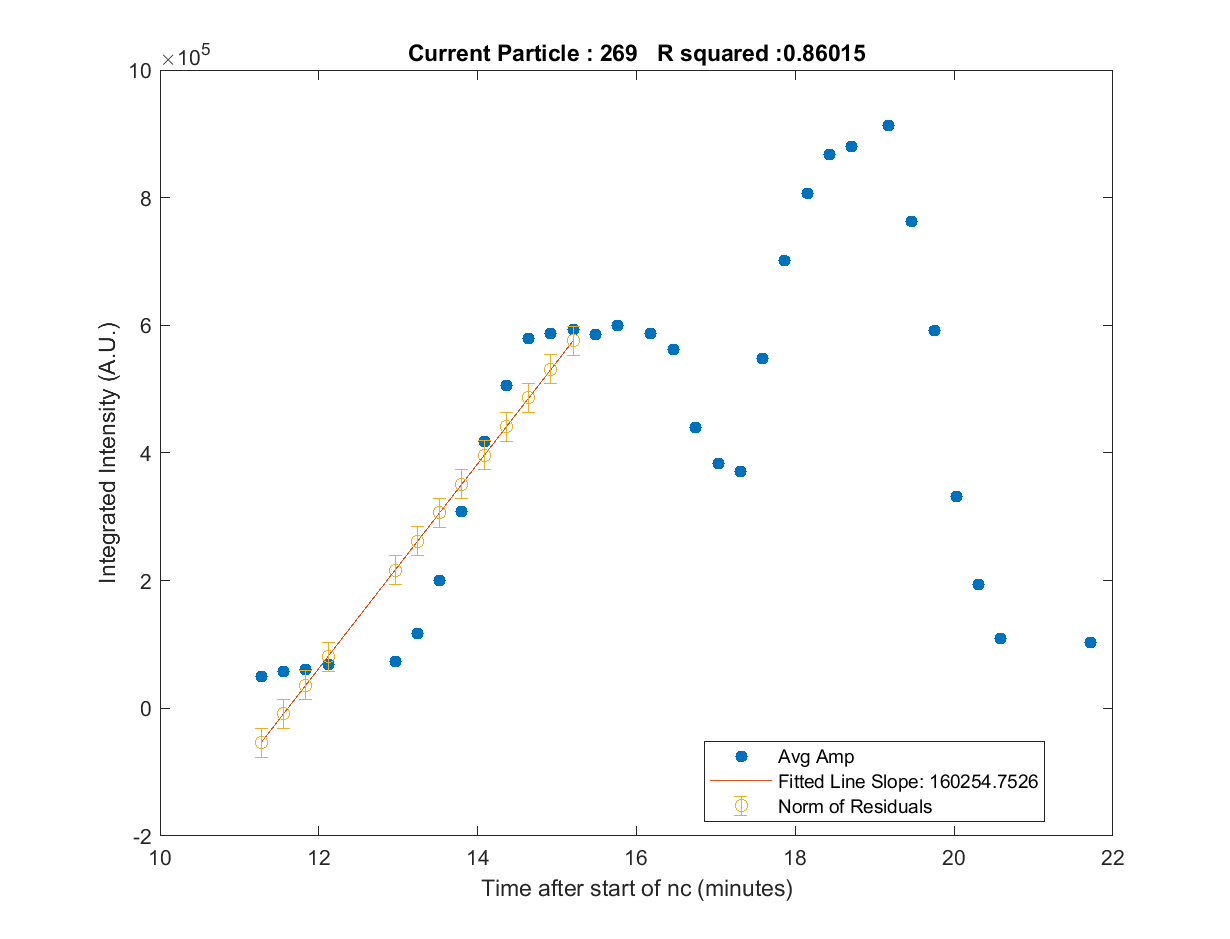 Current Particle : 269   R squared :0.86015
×10⁵
10
8
6
4
2
0
-2
Integrated Intensity (A.U.)
Avg Amp
Fitted Line Slope: 160254.7526
Norm of Residuals
10 12 14 16 18 20 22
Time after start of nc (minutes)